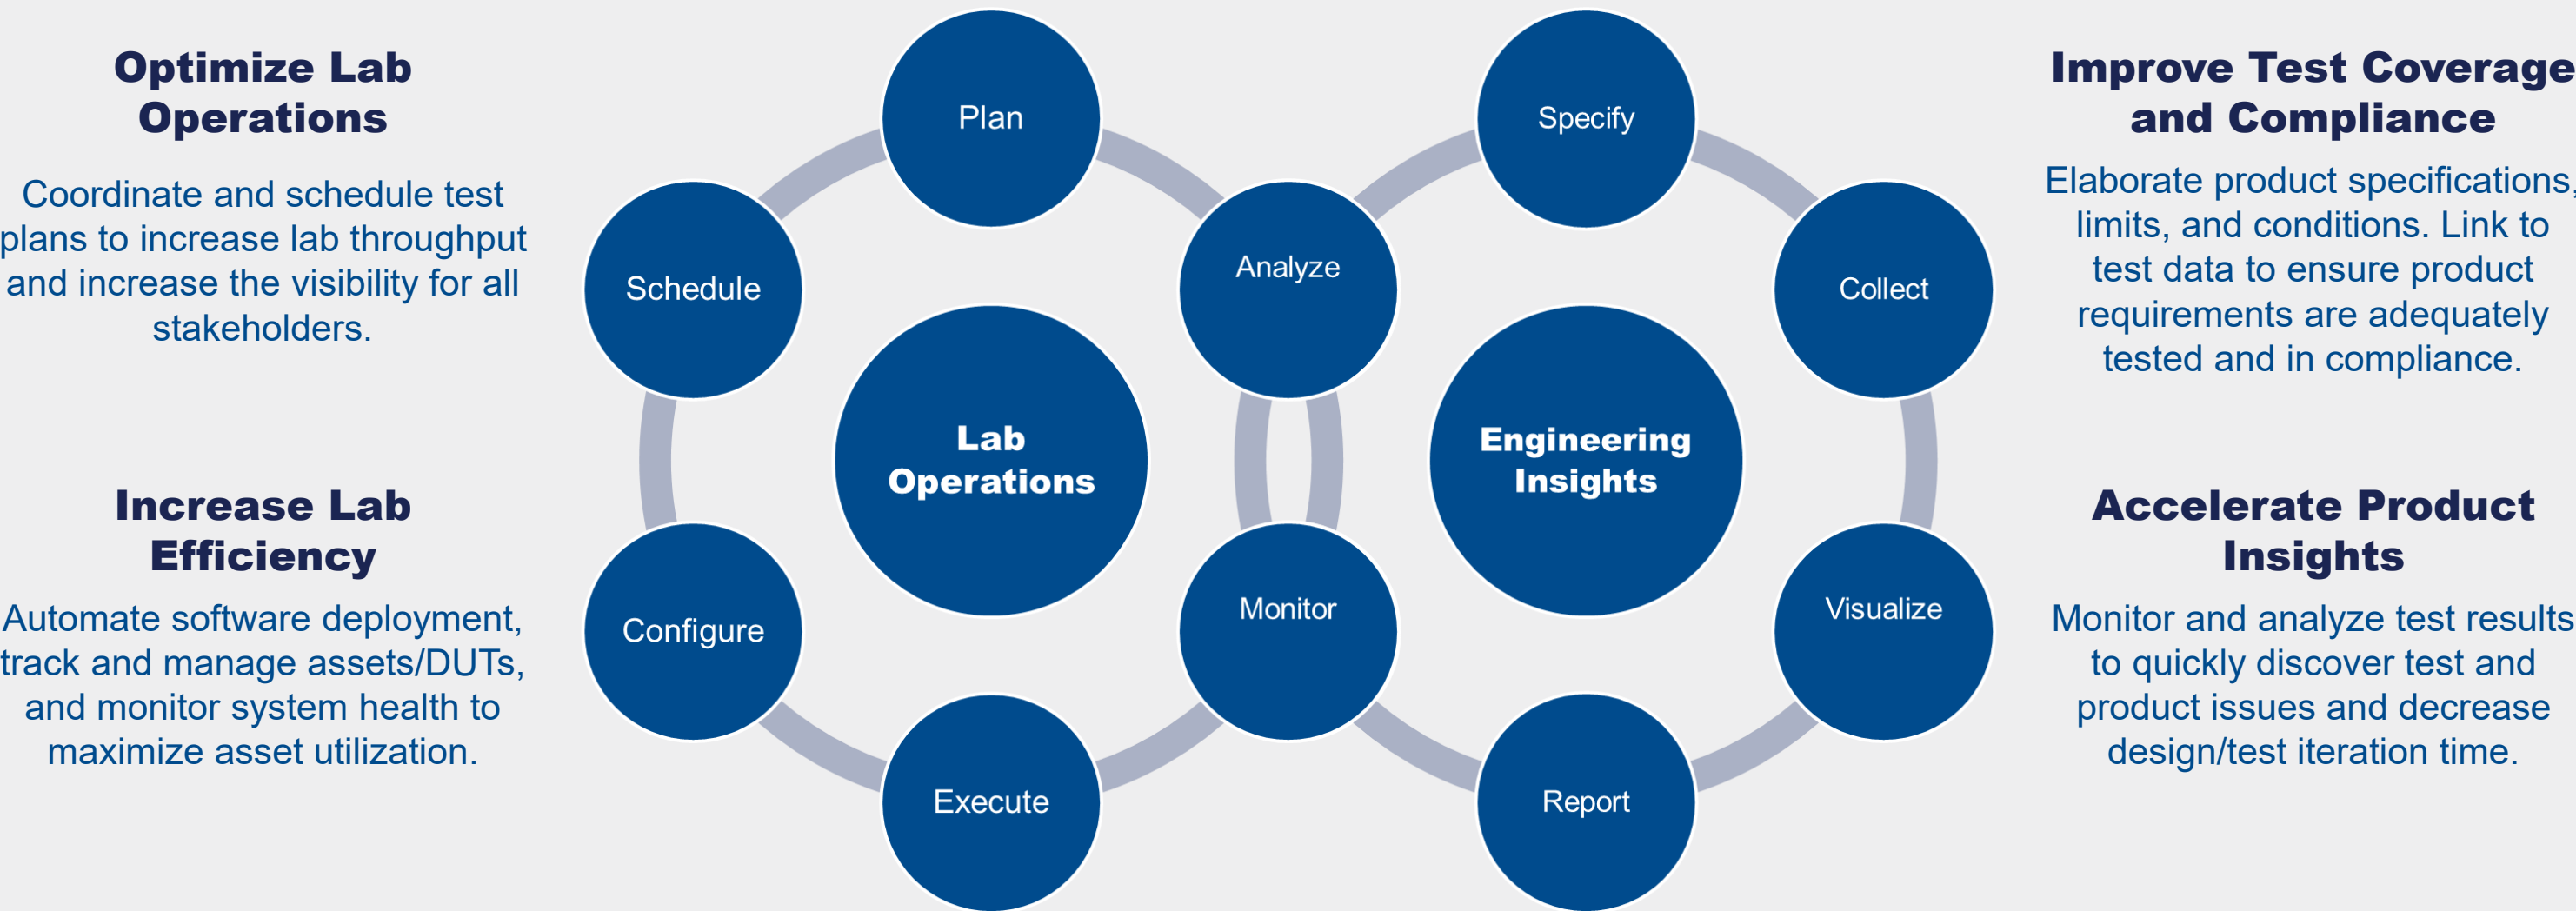 Optimize Lab
Operations
Coordinate and schedule test
plans to increase lab throughput
and increase the visibility for all
stakeholders.
Increase Lab
Efficiency
Automate software deployment,
track and manage assets/DUTs,
and monitor system health to
maximize asset utilization.
Plan
Schedule
Analyze
Lab
Operations
Configure
Monitor
Execute
Specify
Collect
Engineering
Insights
Visualize
Report
Improve Test Coverage
and Compliance
Elaborate product specifications,
limits, and conditions. Link to
test data to ensure product
requirements are adequately
tested and in compliance.
Accelerate Product
Insights
Monitor and analyze test results
to quickly discover test and
product issues and decrease
design/test iteration time.